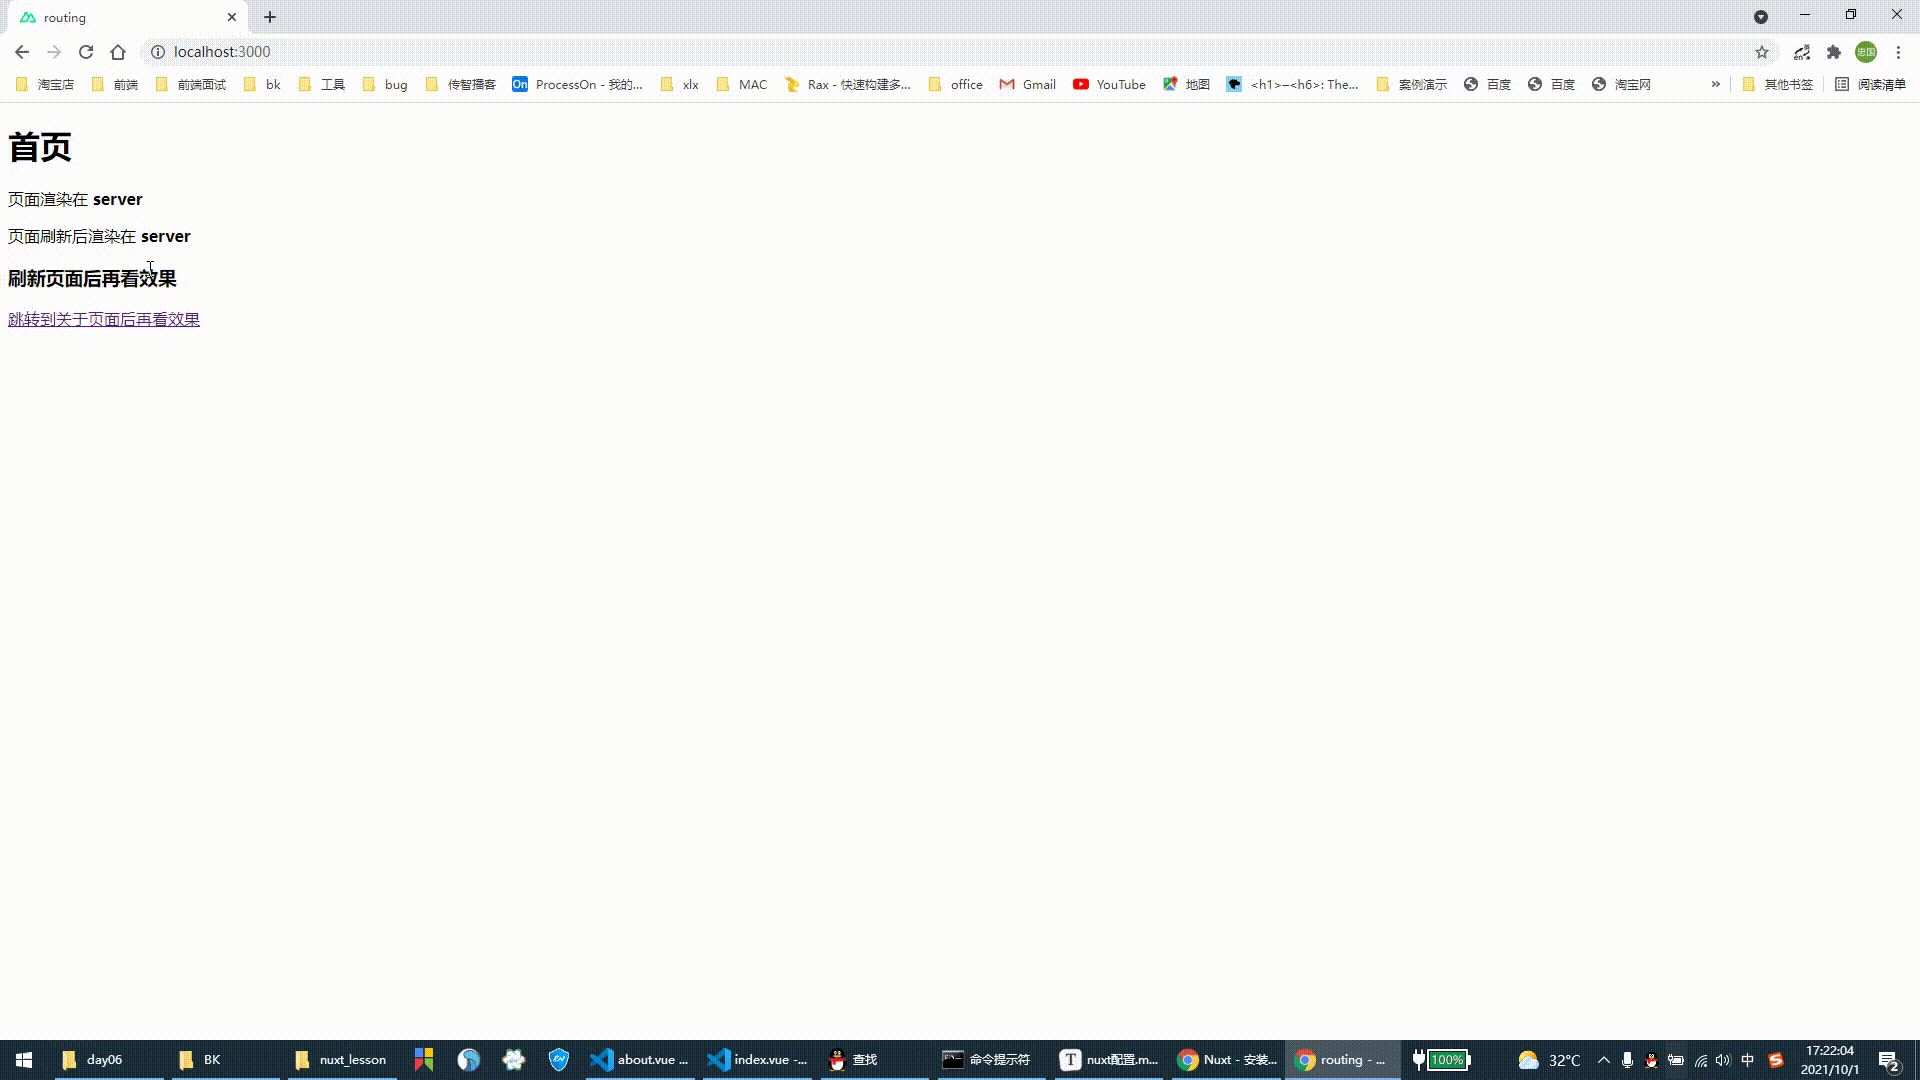 routing
localhost:3000
忠国
淘宝店 前端 前端面试 bk 工具 bug 传智播客 On ProcessOn - 我的... xlx MAC Rax - 快速构建多... office Gmail YouTube 地图 <h1>–<h6>: The... 案例演示 百度 百度 淘宝网 » 其他书签 阅读清单
首页
页面渲染在 server
页面刷新后渲染在 server
刷新页面后再看效果
跳转到关于页面后再看效果
day06 BK nuxt_lesson about.vue ... index.vue -... 查找 命令提示符 T nuxt配置.m... Nuxt - 安装... routing - ... 100% 32°C 中 S 17:22:04
2021/10/1 2